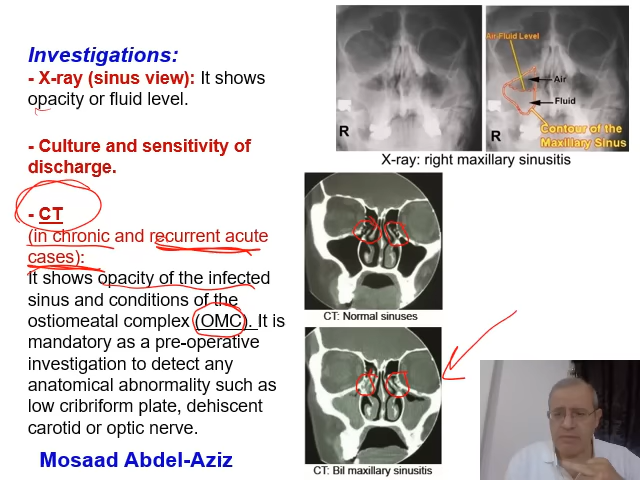 Investigations:
- X-ray (sinus view): It shows
opacity or fluid level.
- Culture and sensitivity of
discharge.
- CT
(in chronic and recurrent acute
cases):
It shows opacity of the infected
sinus and conditions of the
ostiomeatal complex (OMC). It is
mandatory as a pre-operative
investigation to detect any
anatomical abnormality such as
low cribriform plate, dehiscent
carotid or optic nerve.
Mosaad Abdel-Aziz
R
Air Fluid Level
Air
Fluid
Contour of the
Maxillary Sinus
R
X-ray: right maxillary sinusitis
CT: Normal sinuses
CT: Bil maxillary sinusitis